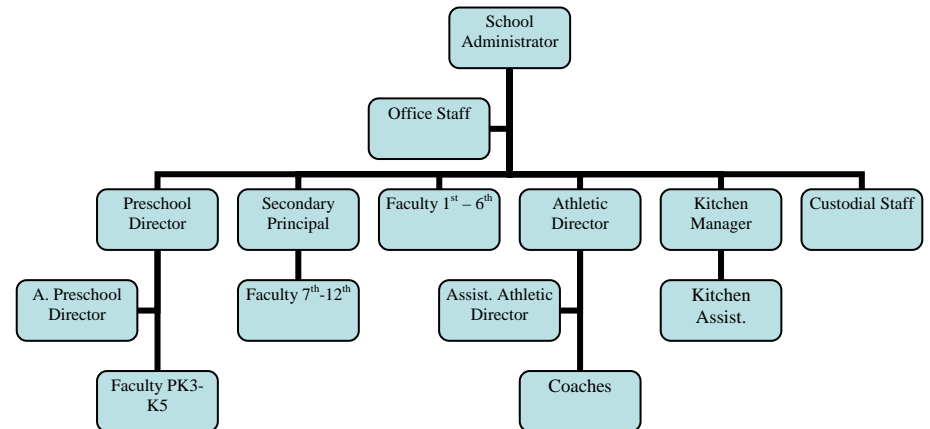 School
Administrator
Office Staff
Preschool
Director
Secondary
Principal
Faculty 1st – 6th
Athletic
Director
Kitchen
Manager
Custodial Staff
A. Preschool
Director
Faculty 7th-12th
Assist. Athletic
Director
Kitchen
Assist.
Faculty PK3-
K5
Coaches